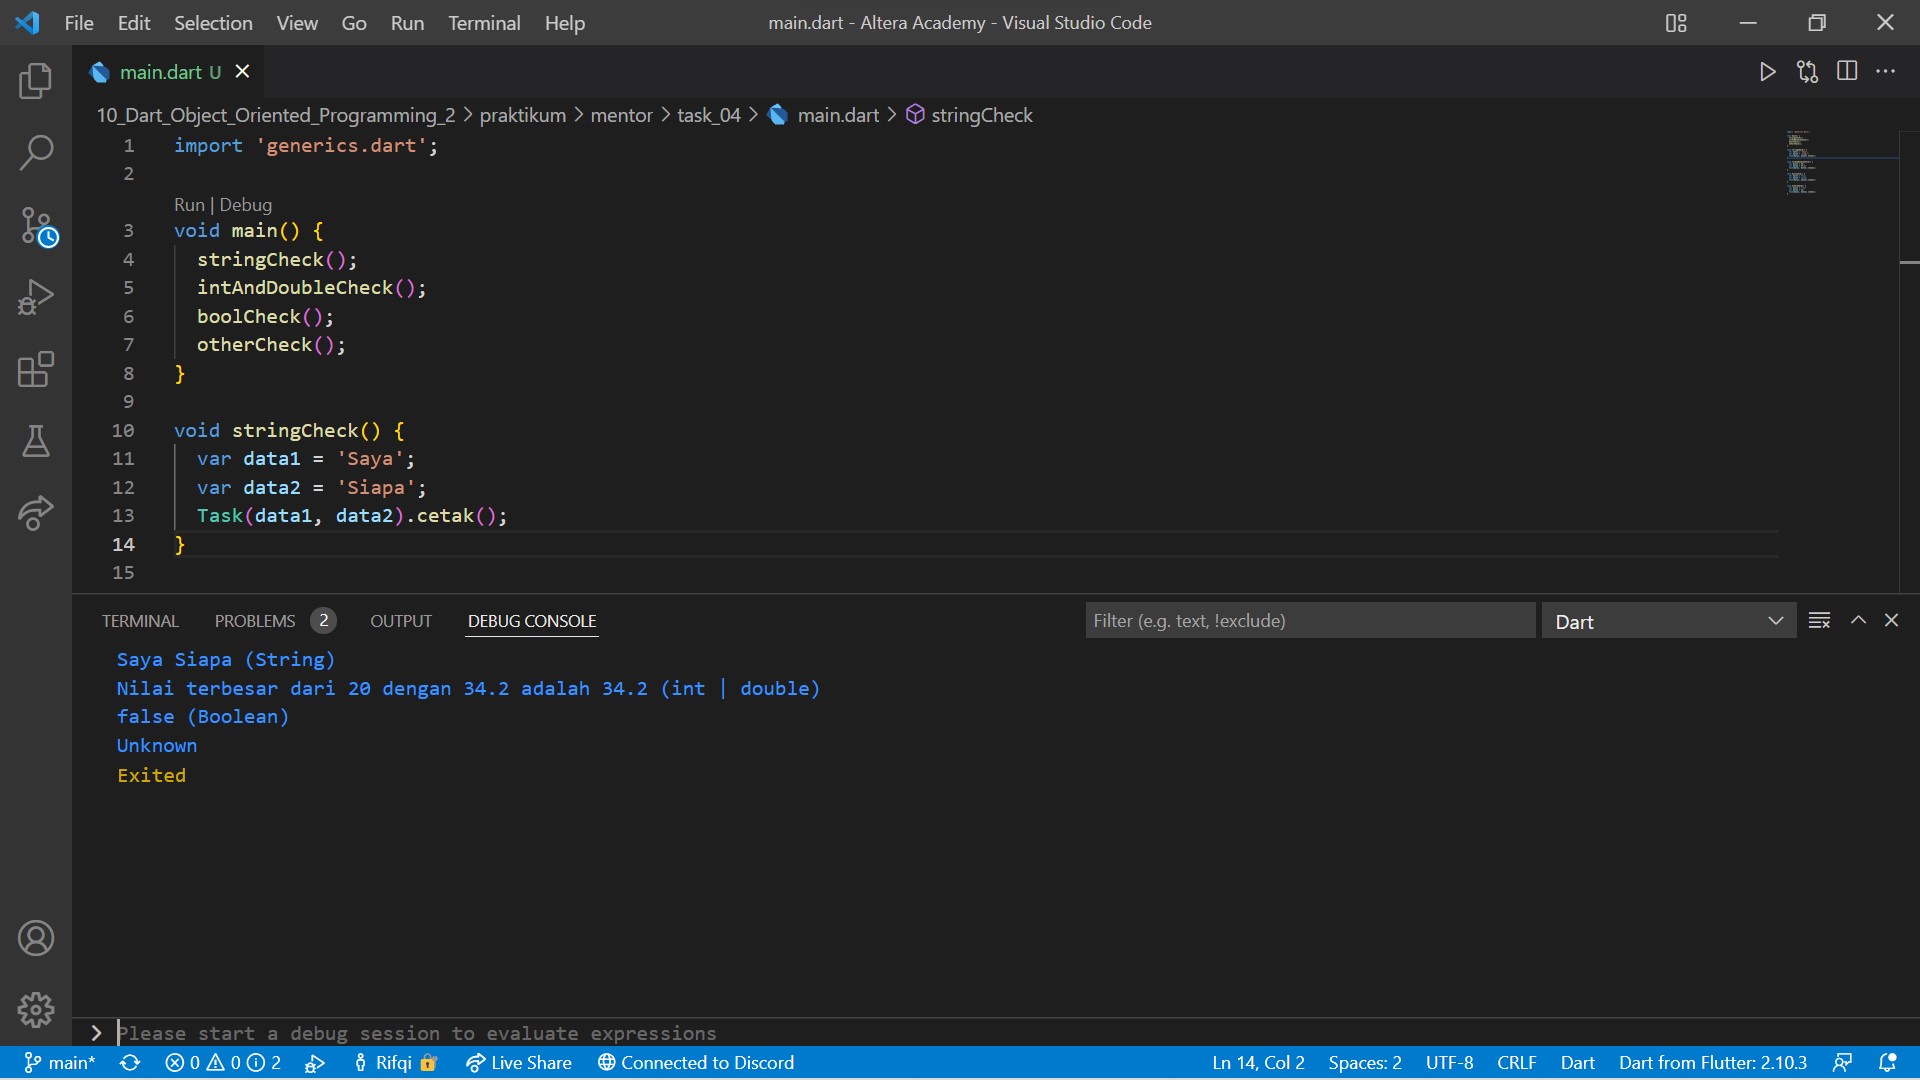 File Edit Selection View Go Run Terminal Help main.dart - Altera Academy - Visual Studio Code
main.dart U
10_Dart_Object_Oriented_Programming_2 > praktikum > mentor > task_04 > main.dart > stringCheck
1 import 'generics.dart';
2
Run | Debug
3 void main() {
4 stringCheck();
5 intAndDoubleCheck();
6 boolCheck();
7 otherCheck();
8 }
9
10 void stringCheck() {
11 var data1 = 'Saya';
12 var data2 = 'Siapa';
13 Task(data1, data2).cetak();
14 }
15
TERMINAL PROBLEMS 2 OUTPUT DEBUG CONSOLE Filter (e.g. text, !exclude) Dart
Saya Siapa (String)
Nilai terbesar dari 20 dengan 34.2 adalah 34.2 (int | double)
false (Boolean)
Unknown
Exited
> Please start a debug session to evaluate expressions
main* 0 0 2 Rifqi Live Share Connected to Discord Ln 14, Col 2 Spaces: 2 UTF-8 CRLF Dart Dart from Flutter: 2.10.3